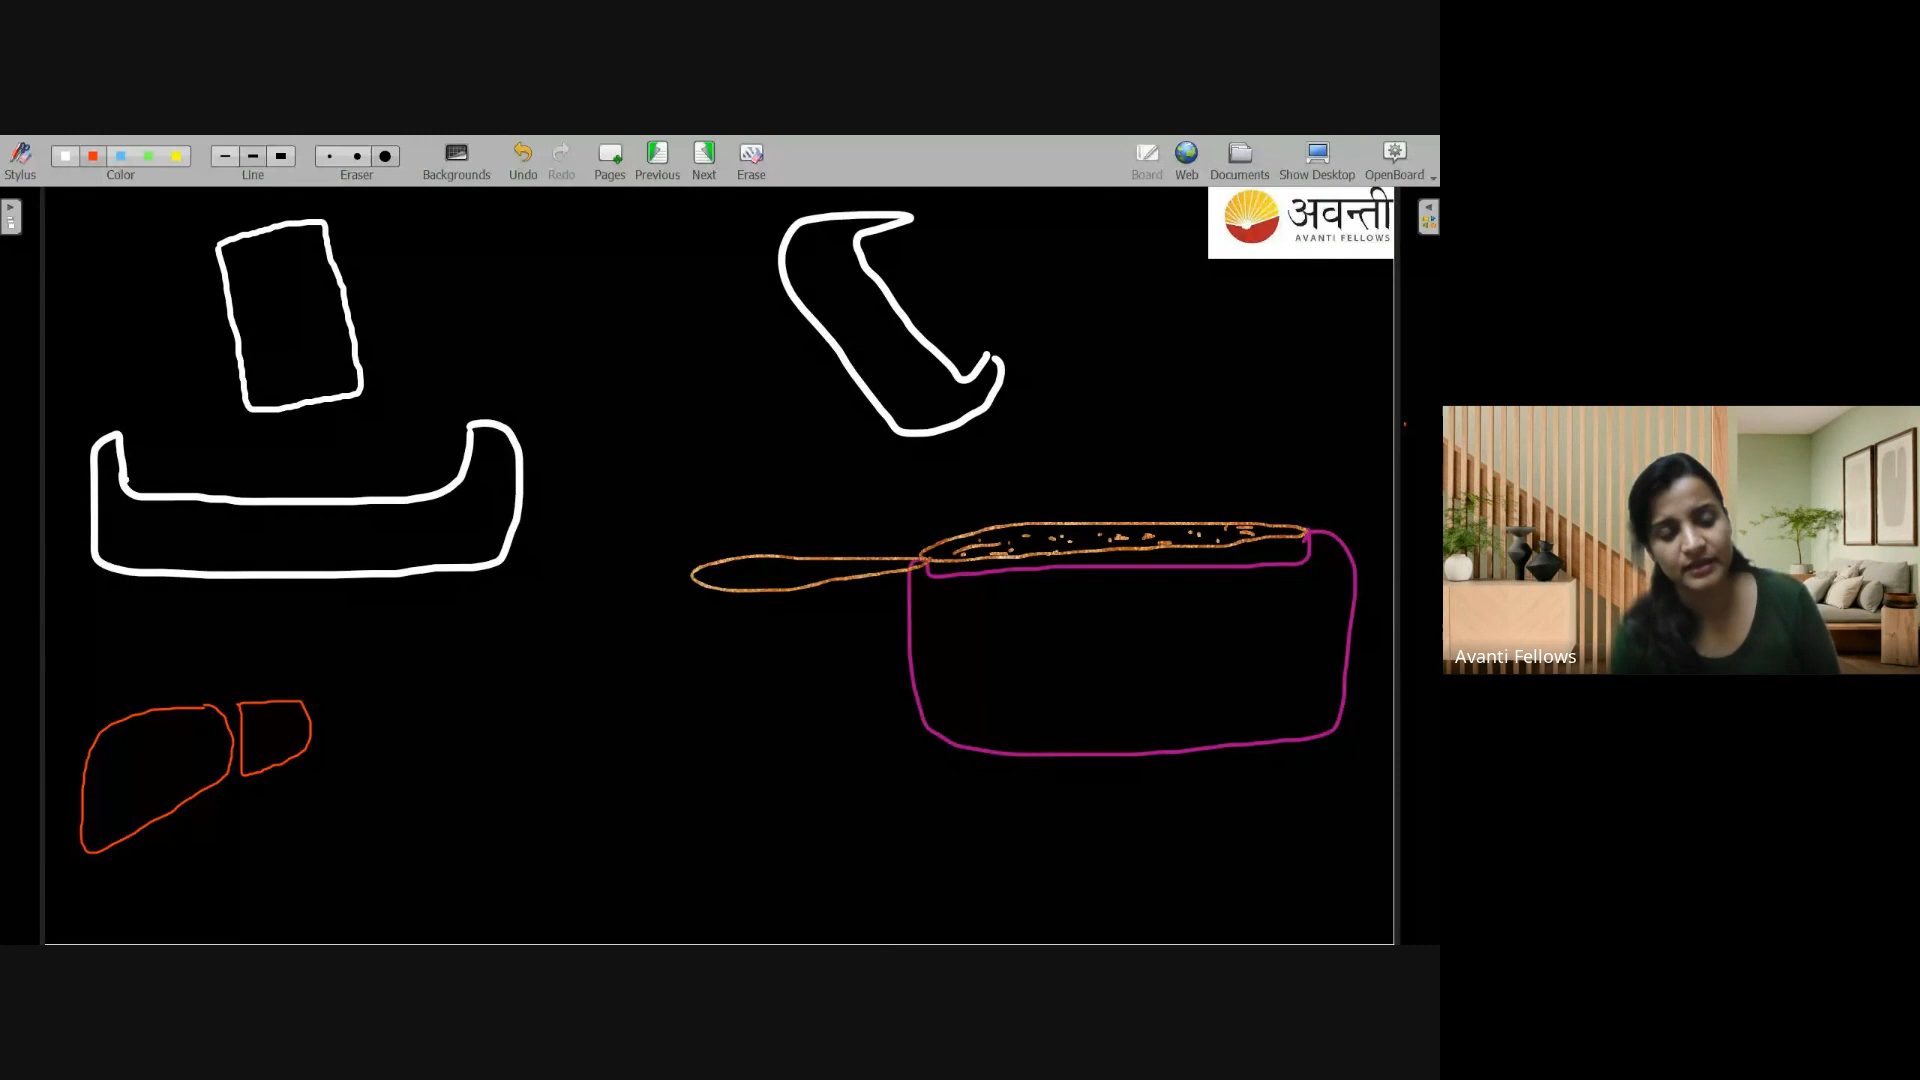 Stylus
Color
Line
Eraser
Backgrounds
Undo
Redo
Pages
Previous
Next
Erase
Board
Web
Documents
Show Desktop
OpenBoard
अवन्ती
AVANTI FELLOWS
Avanti Fellows